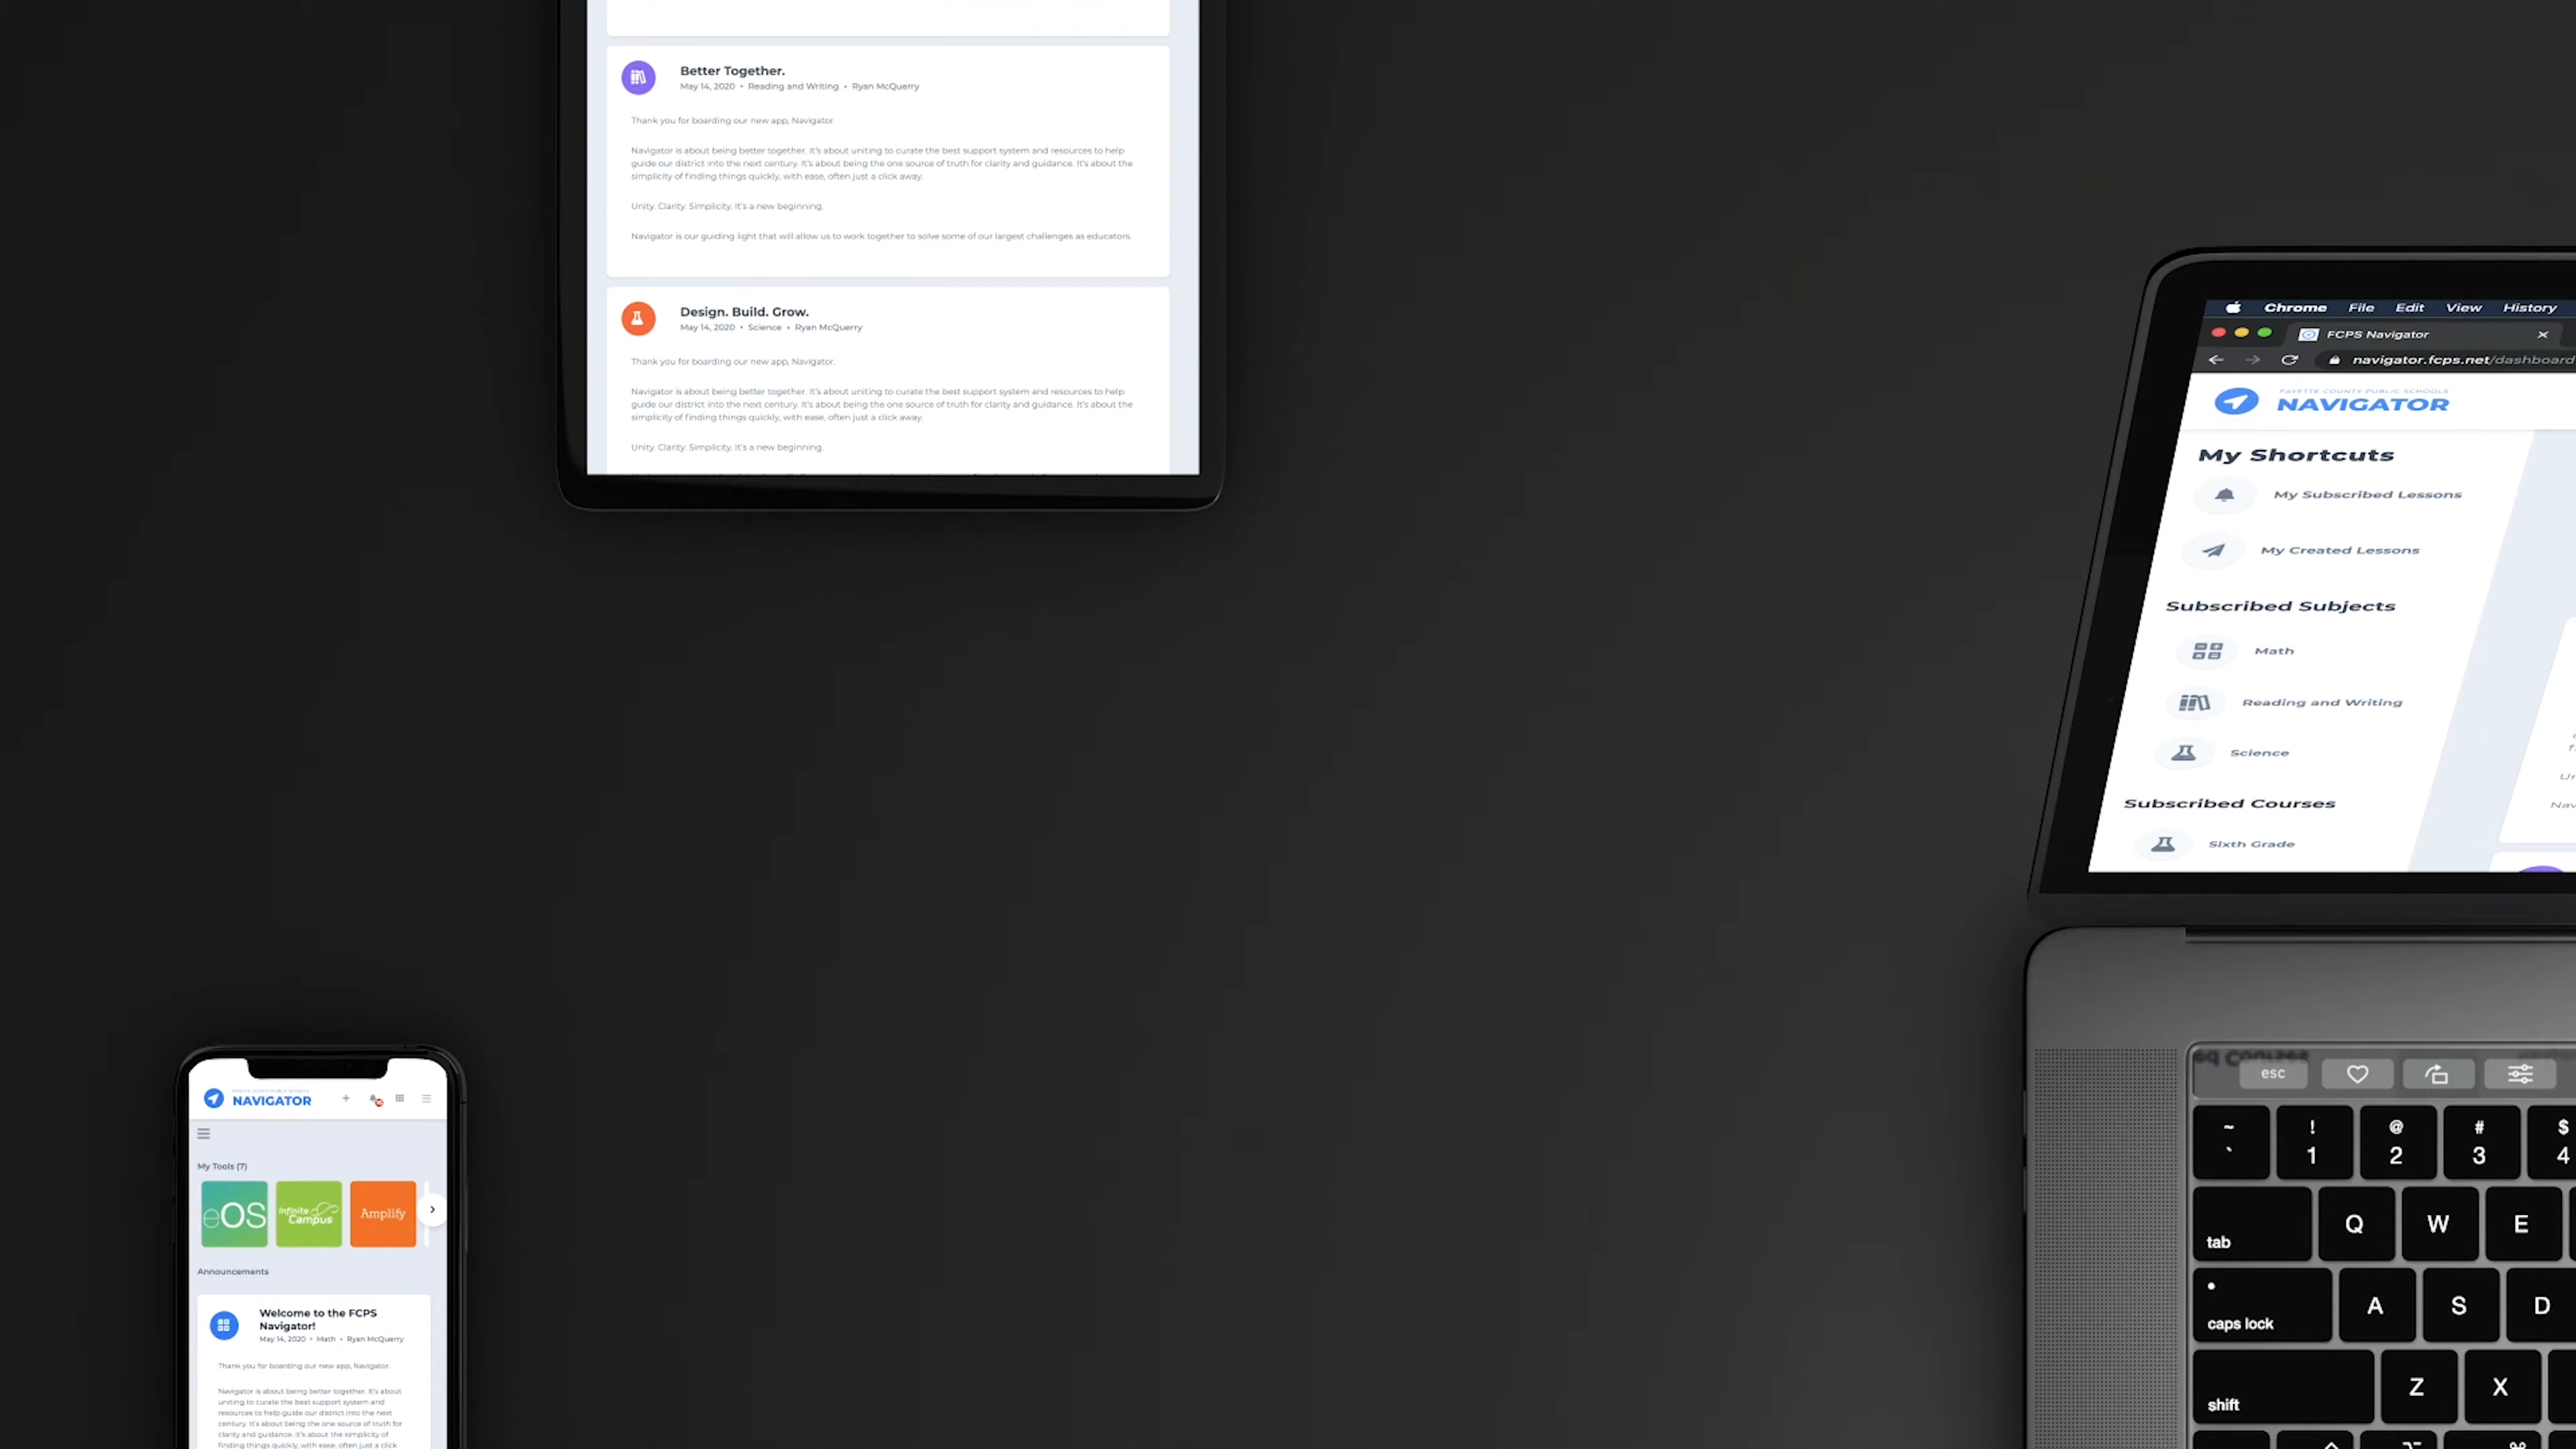 Better Together.
May 14, 2020 • Reading and Writing • Ryan McQuerry
Thank you for boarding our new app, Navigator.
Navigator is about being better together. It's about uniting to curate the best support system and resources to help
guide our district into the next century. It's about being the one source of truth for clarity and guidance. It's about the
simplicity of finding things quickly, with ease, often just a click away.
Unity. Clarity. Simplicity. It's a new beginning.
Navigator is our guiding light that will allow us to work together to solve some of our largest challenges as educators.
Design. Build. Grow.
May 14, 2020 • Science • Ryan McQuerry
Thank you for boarding our new app, Navigator.
Navigator is about being better together. It's about uniting to curate the best support system and resources to help
guide our district into the next century. It's about being the one source of truth for clarity and guidance. It's about the
simplicity of finding things quickly, with ease, often just a click away.
Unity. Clarity. Simplicity. It's a new beginning.
Chrome File Edit View History
FCPS Navigator
navigator.fcps.net/dashboard
FAYETTE COUNTY PUBLIC SCHOOLS
NAVIGATOR
My Shortcuts
My Subscribed Lessons
My Created Lessons
Subscribed Subjects
Math
Reading and Writing
Science
Subscribed Courses
Sixth Grade
esc
~ ! @ # $
` 1 2 3 4
tab Q W E
caps lock A S D
shift Z X
NAVIGATOR
My Tools (7)
eOS
Infinite Campus
Amplify
Announcements
Welcome to the FCPS
Navigator!
May 14, 2020 • Math • Ryan McQuerry
Thank you for boarding our new app, Navigator.
Navigator is about being better together. It's about
uniting to curate the best support system and
resources to help guide our district into the next
century. It's about being the one source of truth for
clarity and guidance. It's about the simplicity of
finding things quickly, with ease, often just a click